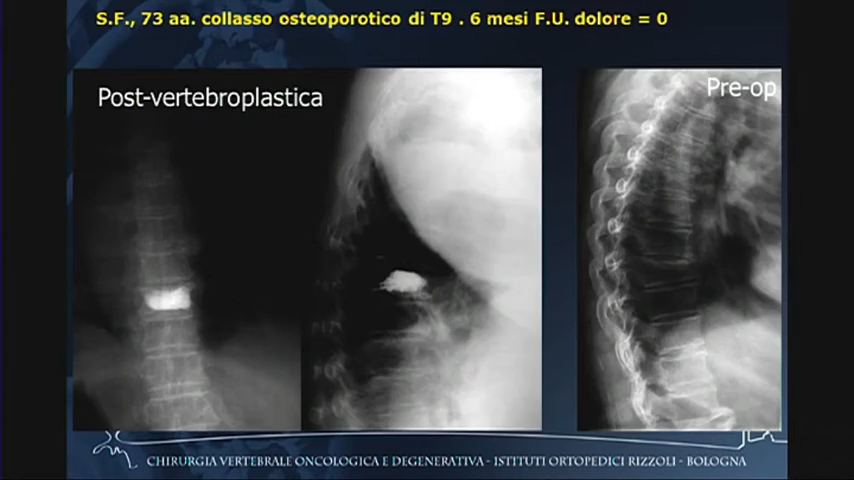 S.F., 73 aa. collasso osteoporotico di T9 . 6 mesi F.U. dolore = 0
Post-vertebroplastica
Pre-op
CHIRURGIA VERTEBRALE ONCOLOGICA E DEGENERATIVA - ISTITUTI ORTOPEDICI RIZZOLI - BOLOGNA